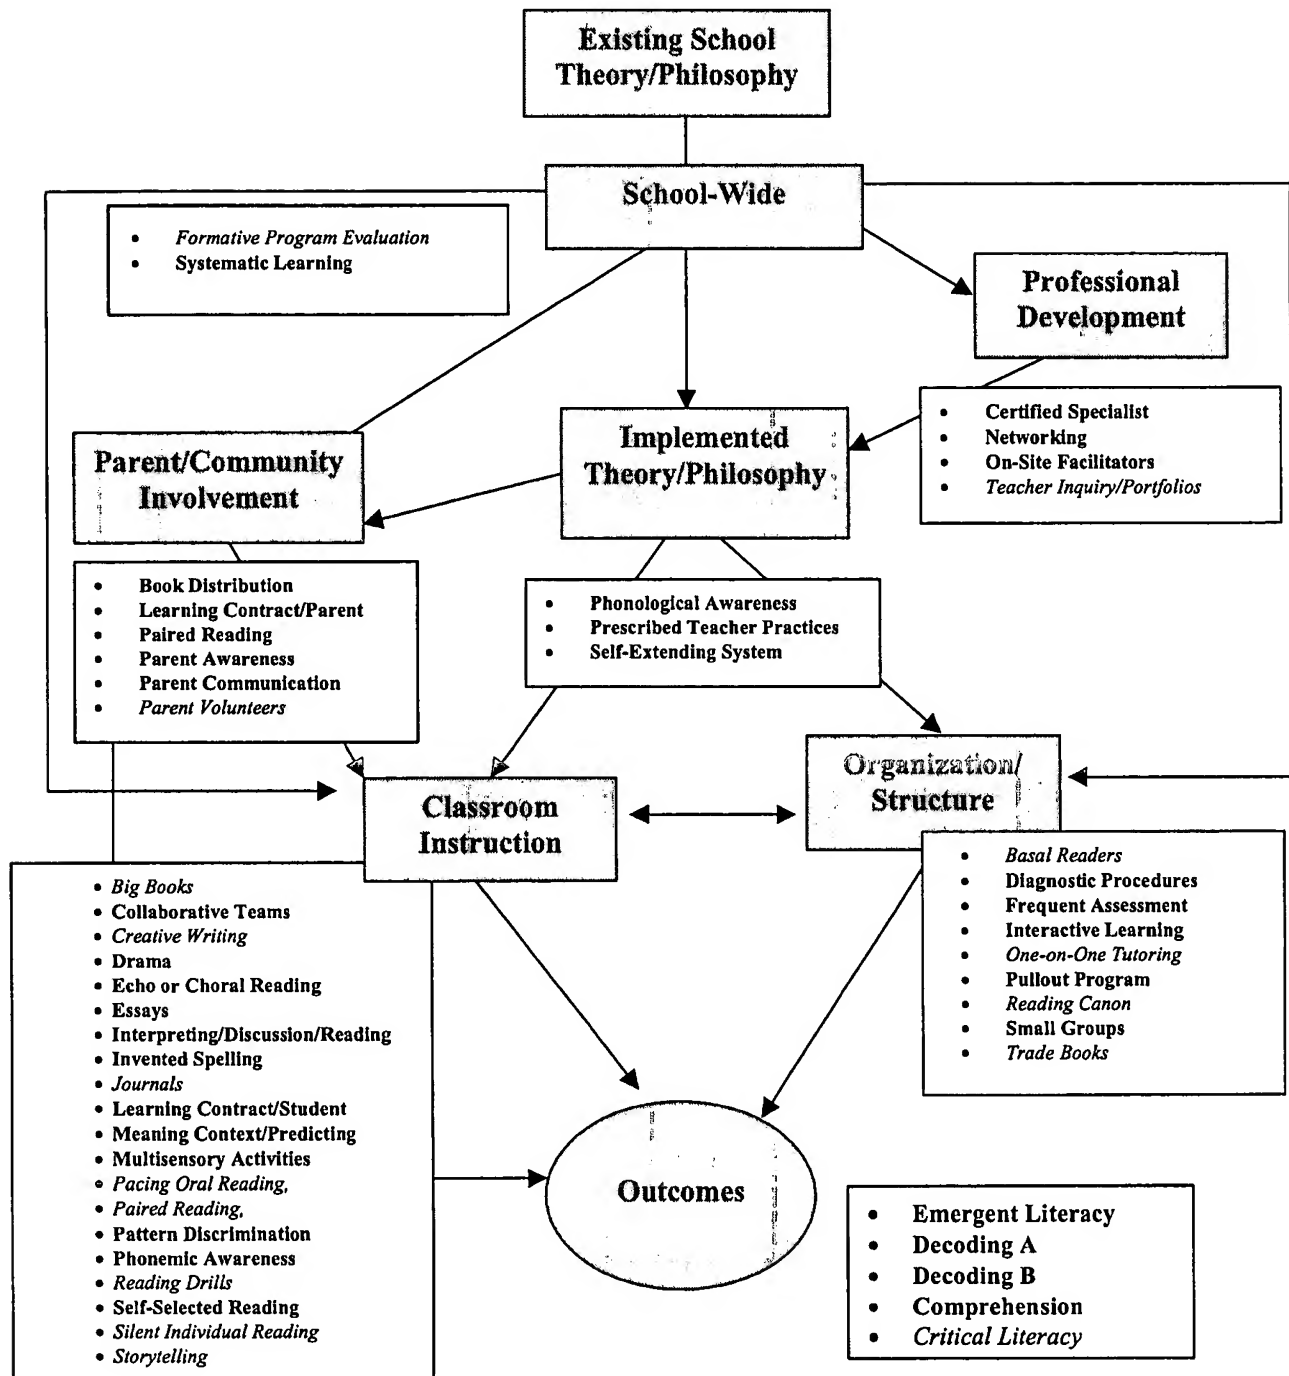 Existing School
Theory/Philosophy
School-Wide
• Formative Program Evaluation
• Systematic Learning
Professional
Development
• Certified Specialist
• Networking
• On-Site Facilitators
• Teacher Inquiry/Portfolios
Parent/Community
Involvement
Implemented
Theory/Philosophy
• Book Distribution
• Learning Contract/Parent
• Paired Reading
• Parent Awareness
• Parent Communication
• Parent Volunteers
• Phonological Awareness
• Prescribed Teacher Practices
• Self-Extending System
Classroom
Instruction
Organization/
Structure
• Big Books
• Collaborative Teams
• Creative Writing
• Drama
• Echo or Choral Reading
• Essays
• Interpreting/Discussion/Reading
• Invented Spelling
• Journals
• Learning Contract/Student
• Meaning Context/Predicting
• Multisensory Activities
• Pacing Oral Reading,
• Paired Reading,
• Pattern Discrimination
• Phonemic Awareness
• Reading Drills
• Self-Selected Reading
• Silent Individual Reading
• Storytelling
• Basal Readers
• Diagnostic Procedures
• Frequent Assessment
• Interactive Learning
• One-on-One Tutoring
• Pullout Program
• Reading Canon
• Small Groups
• Trade Books
Outcomes
• Emergent Literacy
• Decoding A
• Decoding B
• Comprehension
• Critical Literacy